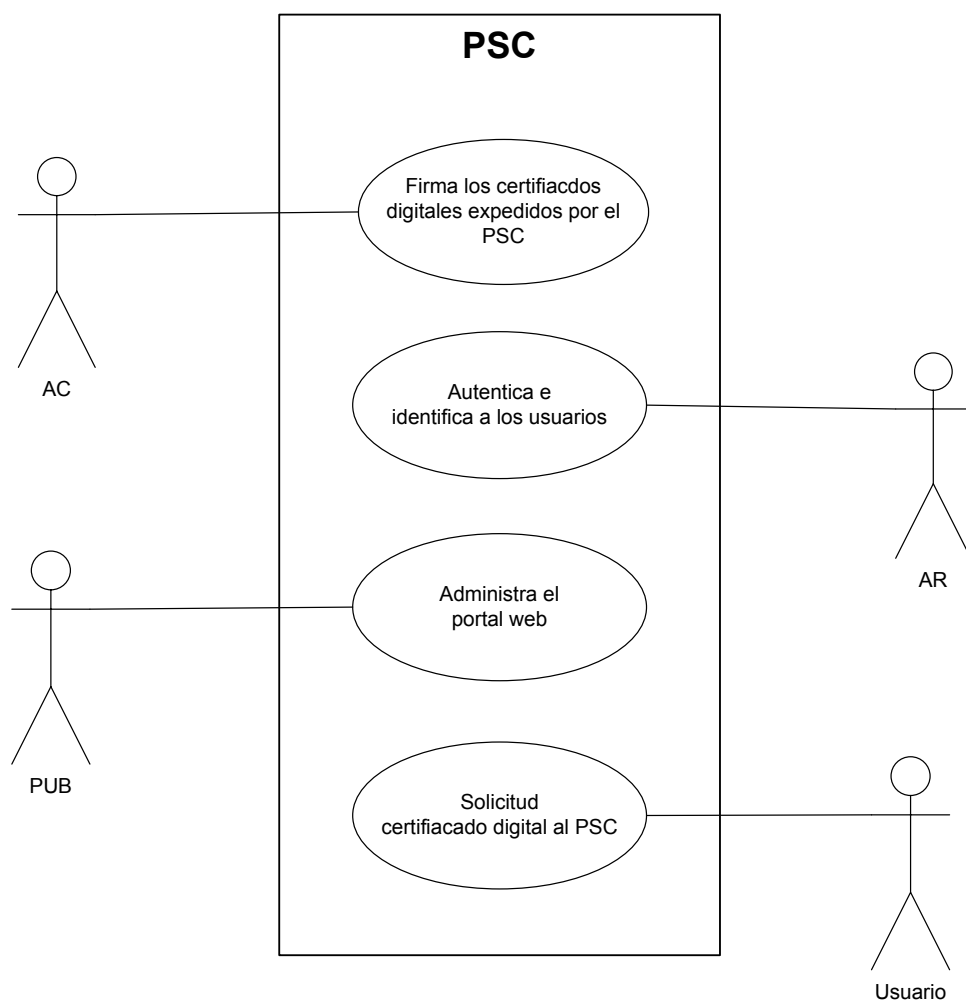 PSC
Firma los certifiacdos
digitales expedidos por el
PSC
AC
Autentica e
identifica a los usuarios
AR
Administra el
portal web
PUB
Solicitud
certifiacado digital al PSC
Usuario